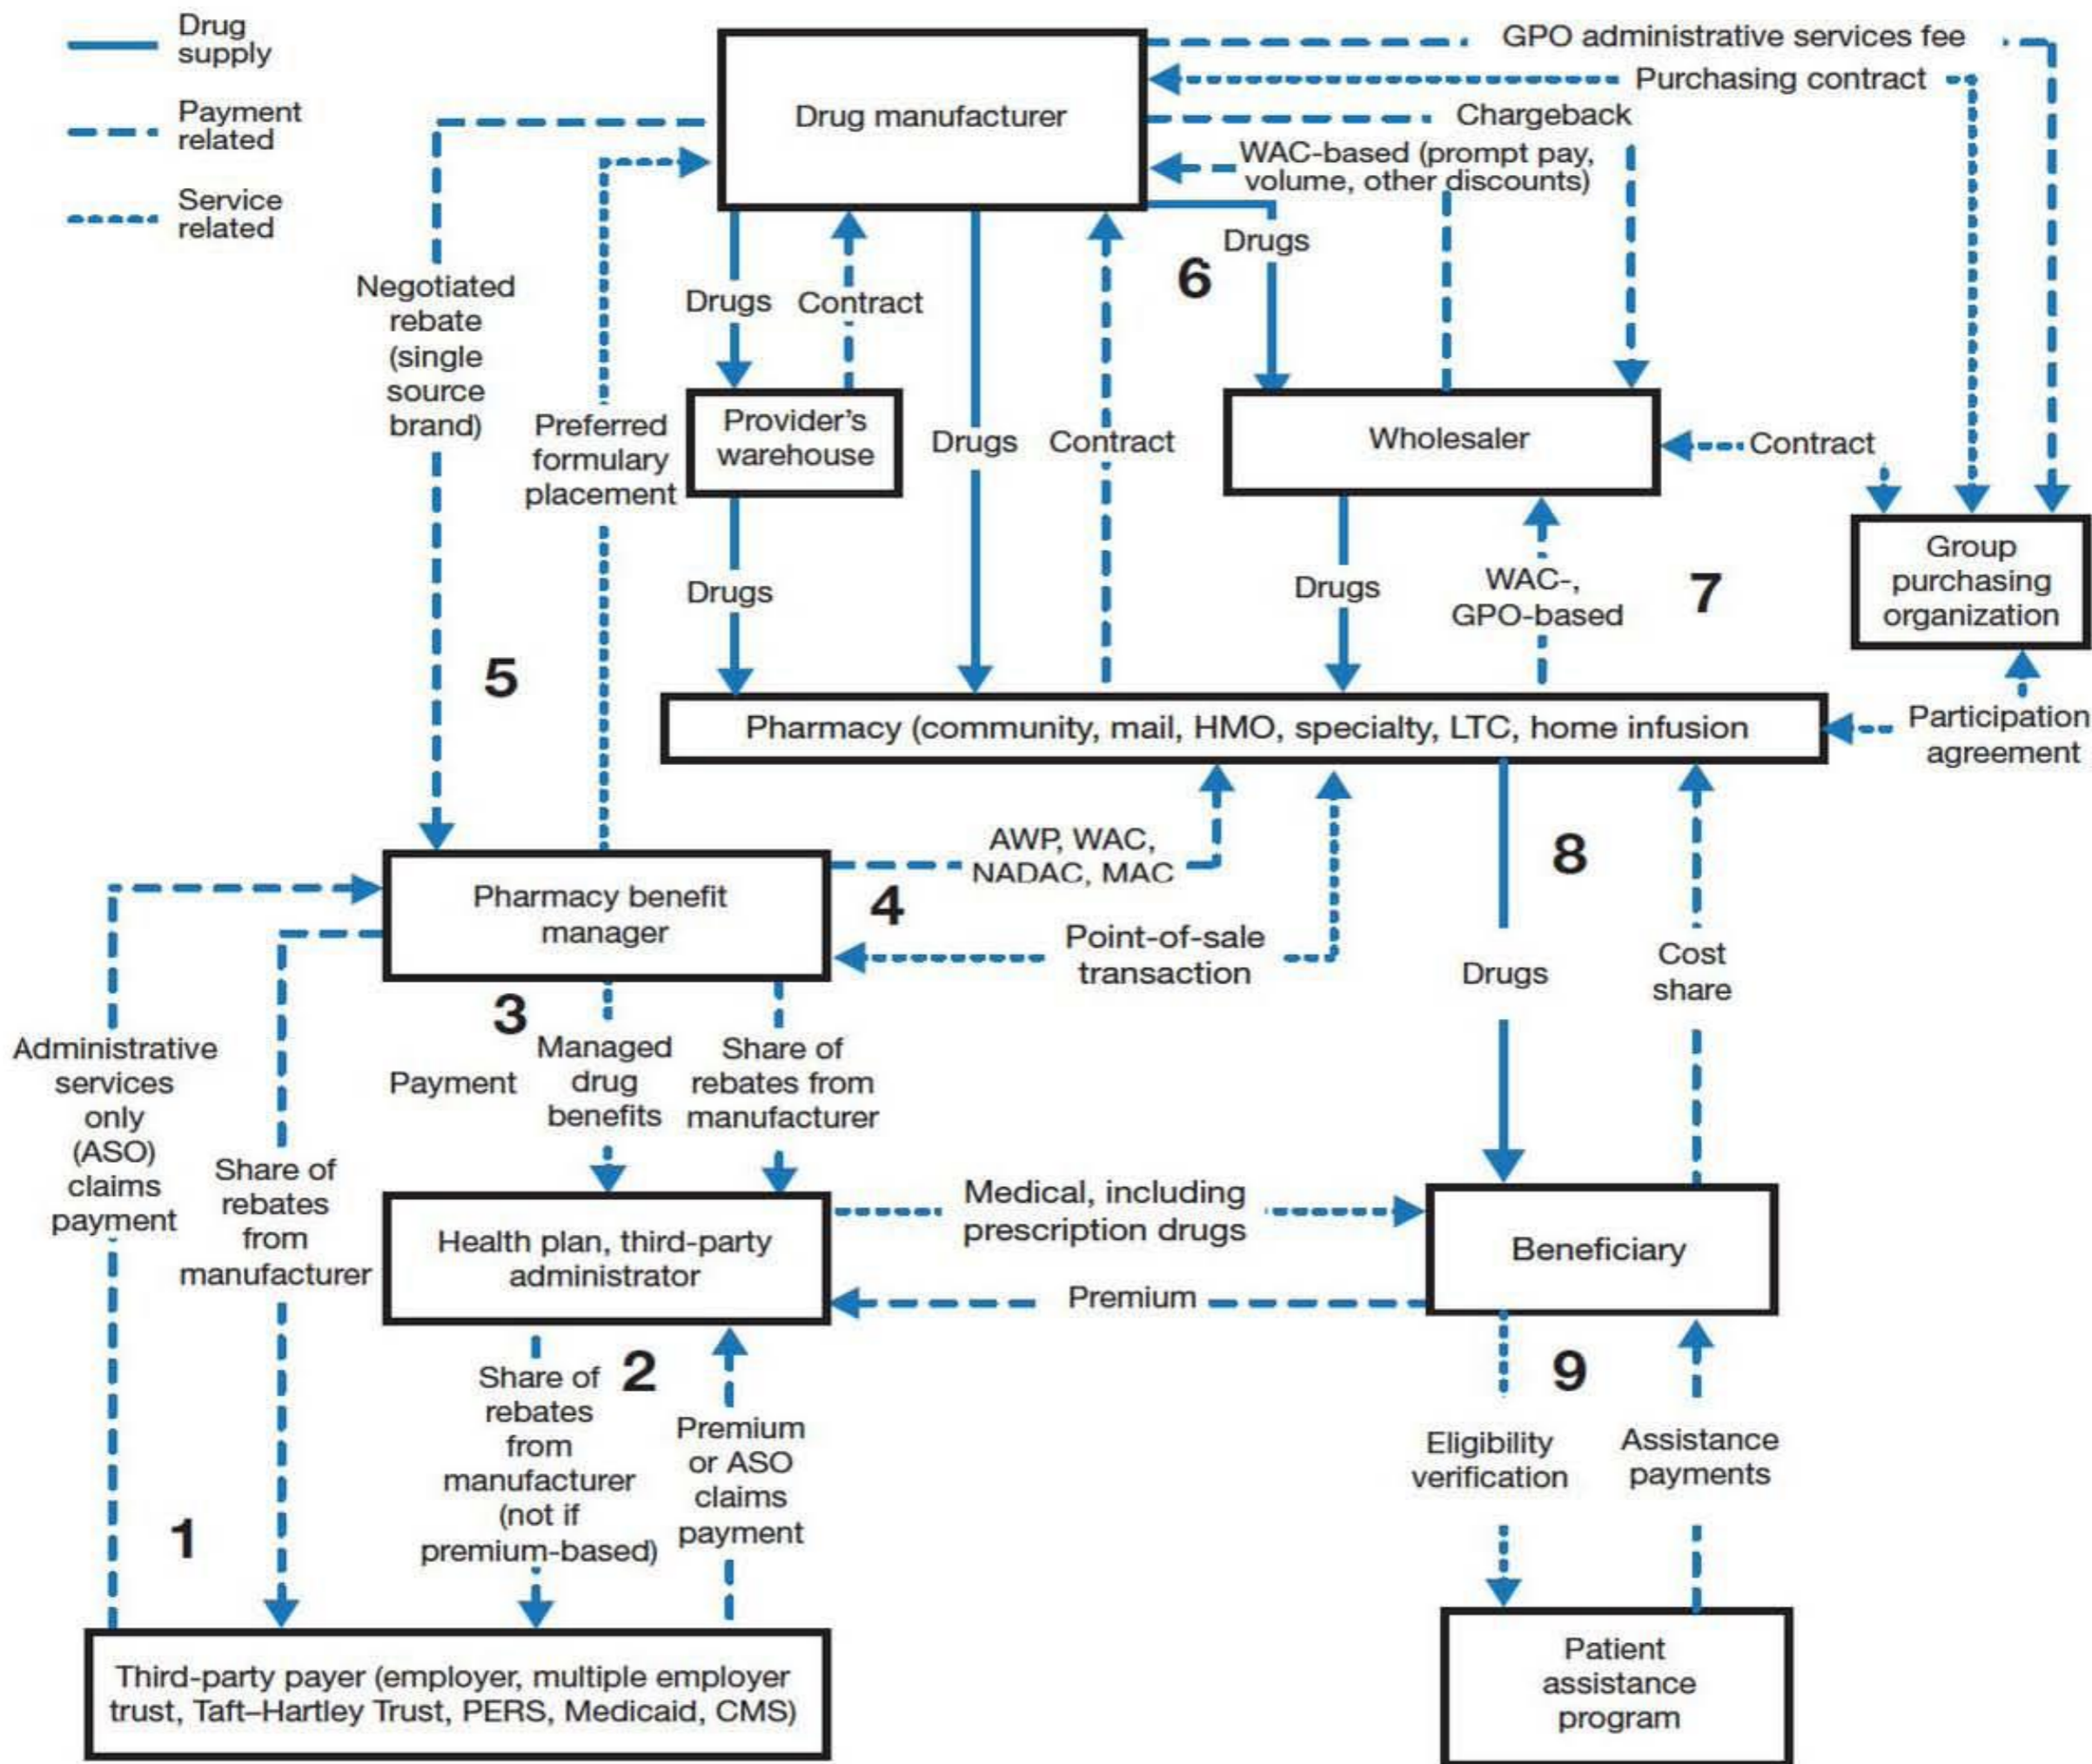 Drug
supply
Payment
related
Service
related
Drug manufacturer
GPO administrative services fee
Purchasing contract
Chargeback
WAC-based (prompt pay,
volume, other discounts)
Drugs
6
Negotiated
rebate
(single
source
brand)
Drugs
Contract
Preferred
formulary
placement
Provider's
warehouse
Drugs
Contract
Wholesaler
Contract
Group
purchasing
organization
Drugs
Drugs
WAC-,
GPO-based
7
5
Pharmacy (community, mail, HMO, specialty, LTC, home infusion
Participation
agreement
AWP, WAC,
NADAC, MAC
8
Pharmacy benefit
manager
4
Point-of-sale
transaction
Drugs
Cost
share
3
Administrative
services
only
(ASO)
claims
payment
Share of
rebates
from
manufacturer
Payment
Managed
drug
benefits
Share of
rebates from
manufacturer
Health plan, third-party
administrator
Medical, including
prescription drugs
Beneficiary
Premium
2
Share of
rebates
from
manufacturer
(not if
premium-based)
Premium
or ASO
claims
payment
9
Eligibility
verification
Assistance
payments
1
Third-party payer (employer, multiple employer
trust, Taft–Hartley Trust, PERS, Medicaid, CMS)
Patient
assistance
program